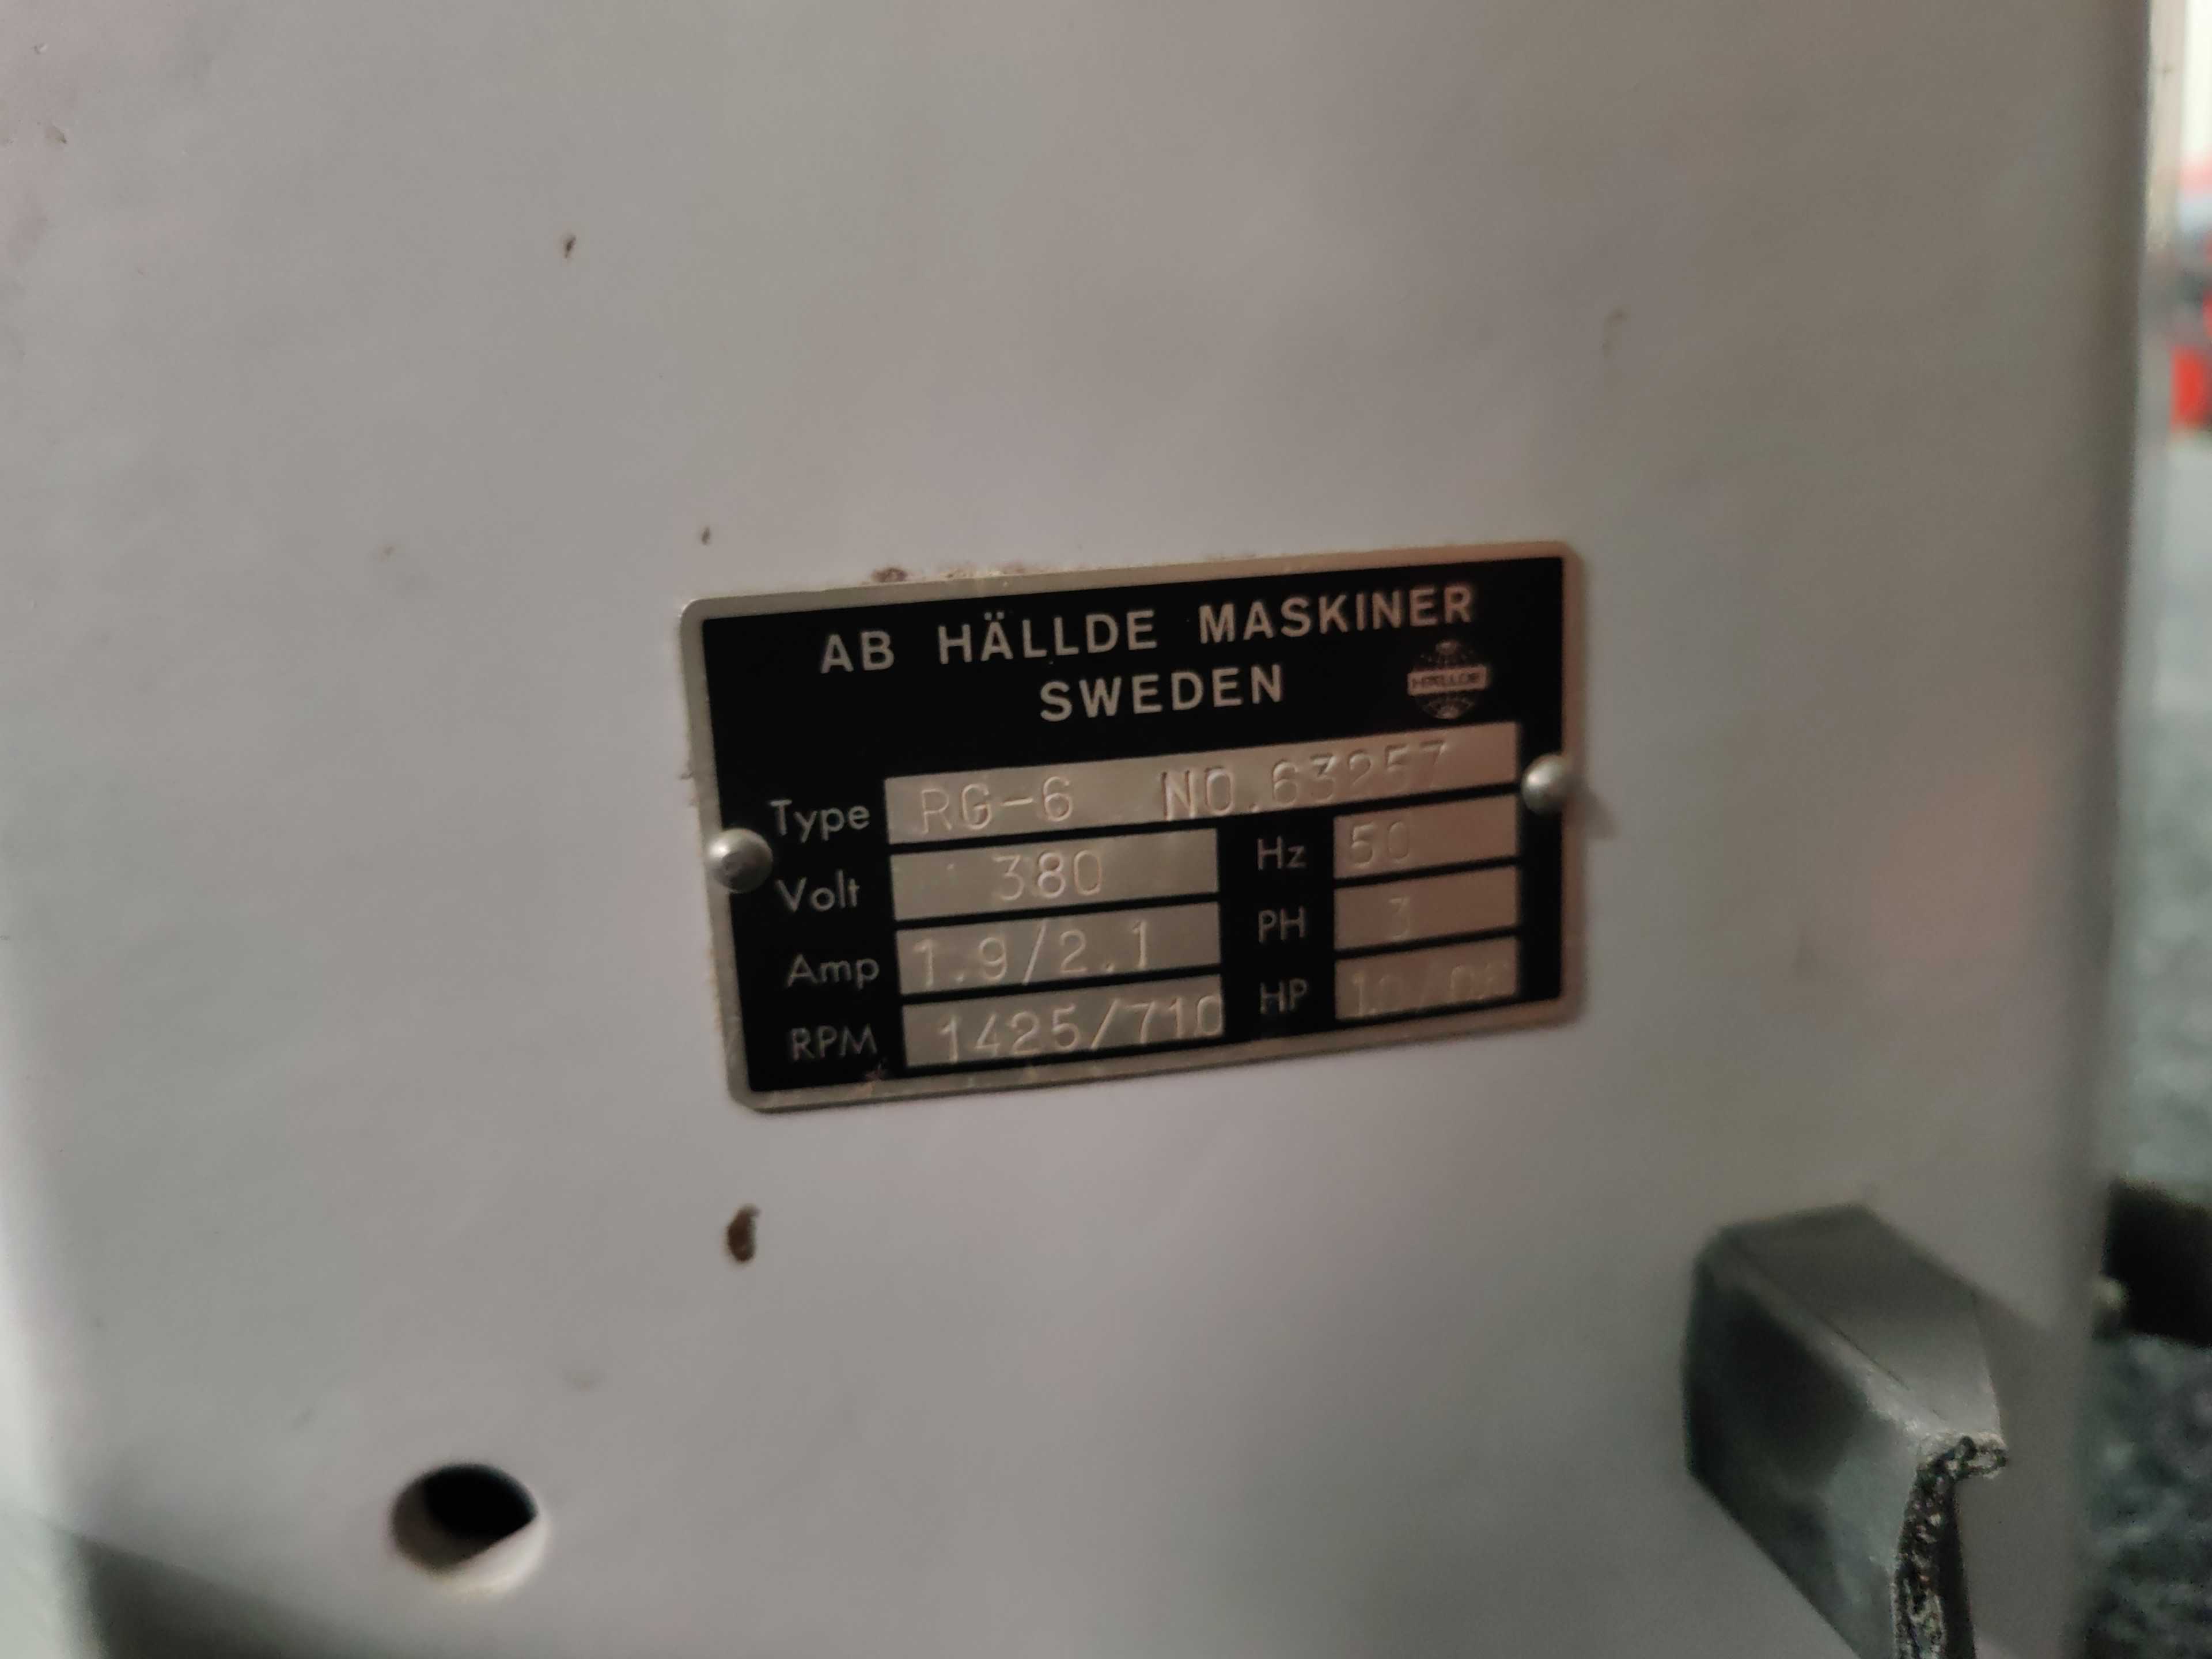 AB HÄLLDE MASKINER
SWEDEN
HÄLLDE
Type RG-6 NO.63257
Volt 380 Hz 50
Amp 1.9/2.1 PH 3
RPM 1425/710 HP